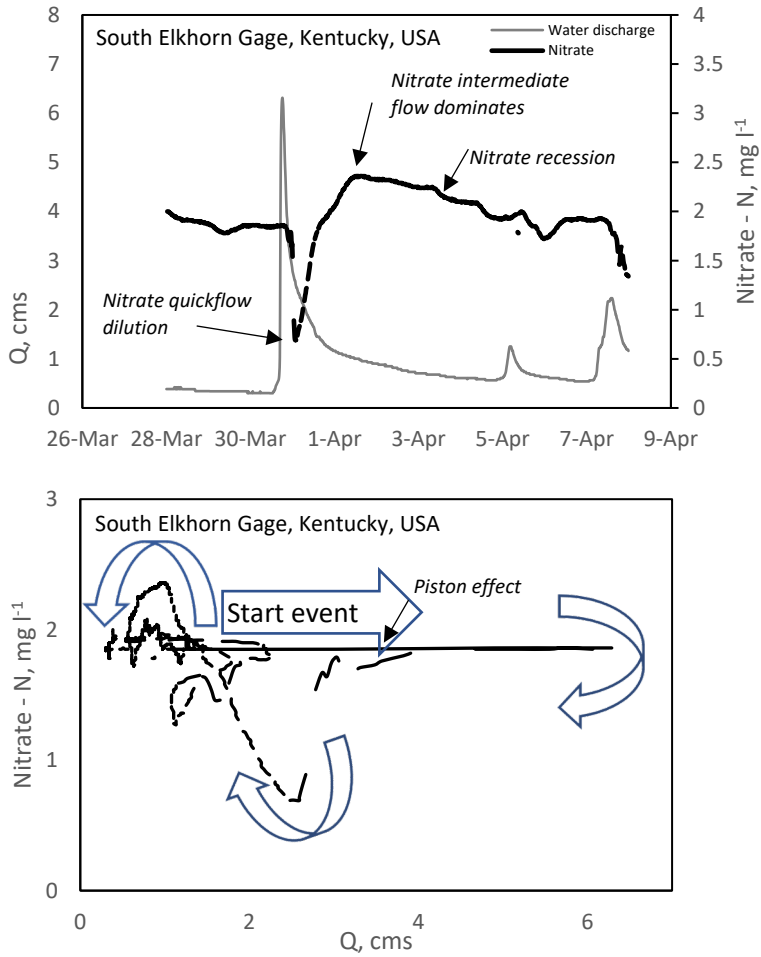 South Elkhorn Gage, Kentucky, USA
Water discharge
Nitrate
Nitrate intermediate
flow dominates
Nitrate recession
Nitrate quickflow
dilution
Q, cms
8
7
6
5
4
3
2
1
0
Nitrate - N, mg l⁻¹
4
3.5
3
2.5
2
1.5
1
0.5
0
26-Mar 28-Mar 30-Mar 1-Apr 3-Apr 5-Apr 7-Apr 9-Apr
South Elkhorn Gage, Kentucky, USA
Piston effect
Start event
Nitrate - N, mg l⁻¹
3
2
1
0
0 2 4 6
Q, cms